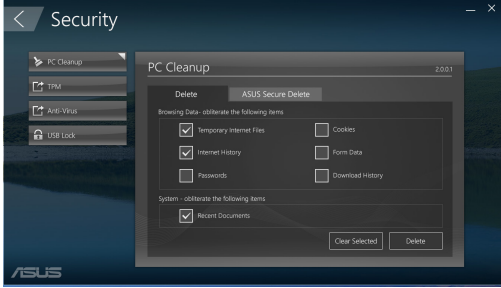 Security
PC Cleanup
TPM
Anti-Virus
USB Lock
PC Cleanup
2.0.0.1
Delete
ASUS Secure Delete
Browsing Data- obliterate the following items
Temporary Internet Files
Cookies
Internet History
Form Data
Passwords
Download History
System - obliterate the following items
Recent Documents
Clear Selected
Delete
ASUS